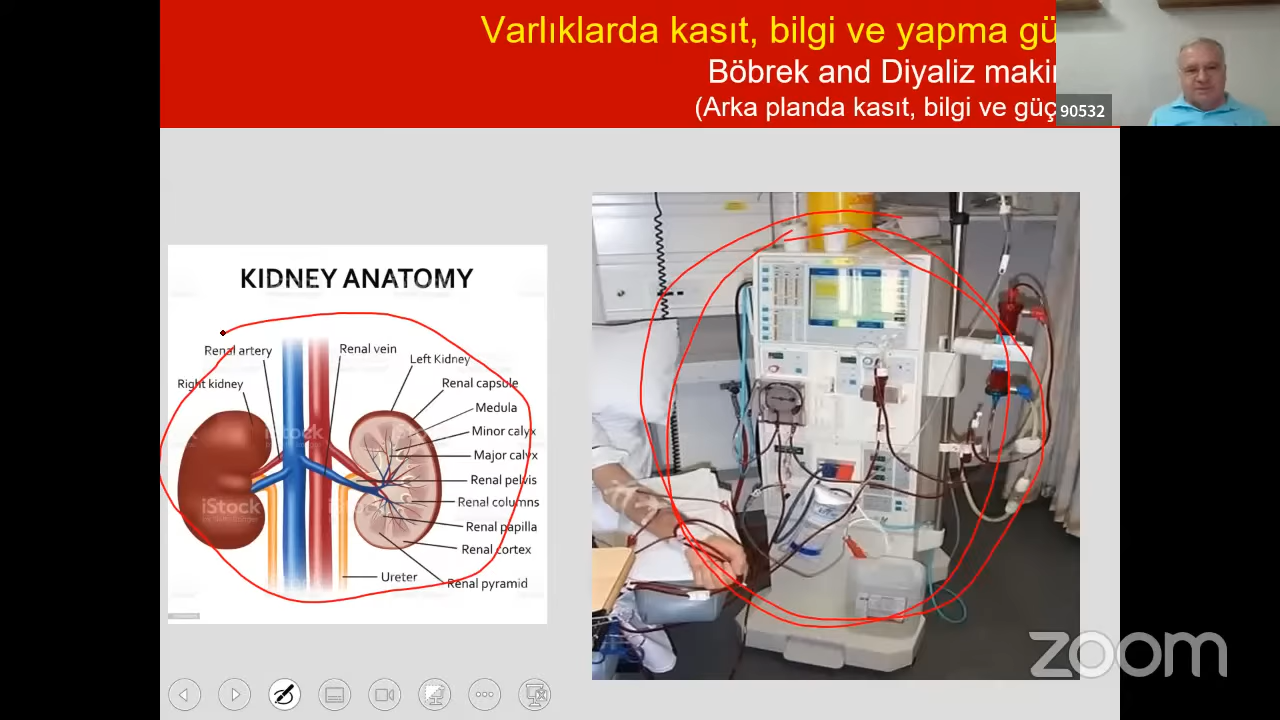 Varlıklarda kasıt, bilgi ve yapma gü
Böbrek and Diyaliz maki
(Arka planda kasıt, bilgi ve güç
90532
KIDNEY ANATOMY
Renal artery
Renal vein
Left Kidney
Right kidney
Renal capsule
Medula
Minor calyx
Major calyx
Renal pelvis
Renal columns
Renal papilla
Renal cortex
Ureter
Renal pyramid
iStock
iStock
zoom